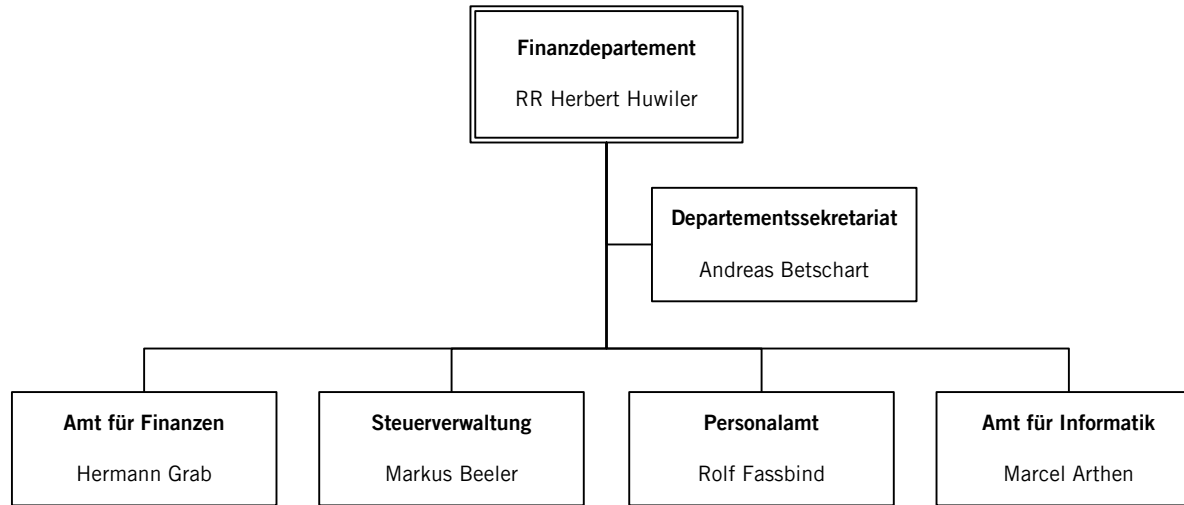 Finanzdepartement
RR Herbert Huwiler
Departementssekretariat
Andreas Betschart
Amt für Finanzen
Hermann Grab
Steuerverwaltung
Markus Beeler
Personalamt
Rolf Fassbind
Amt für Informatik
Marcel Arthen